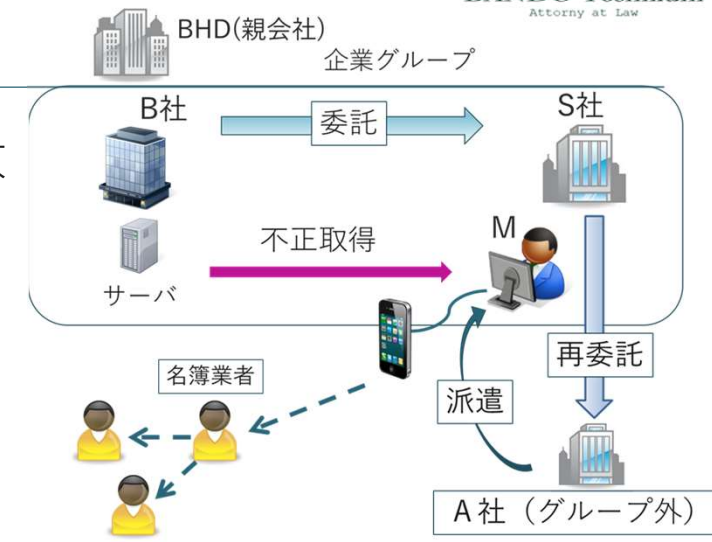 Attorney at Law
BHD(親会社)
企業グループ
B社
委託
S社
不正取得
M
サーバ
名簿業者
再委託
派遣
A社（グループ外）